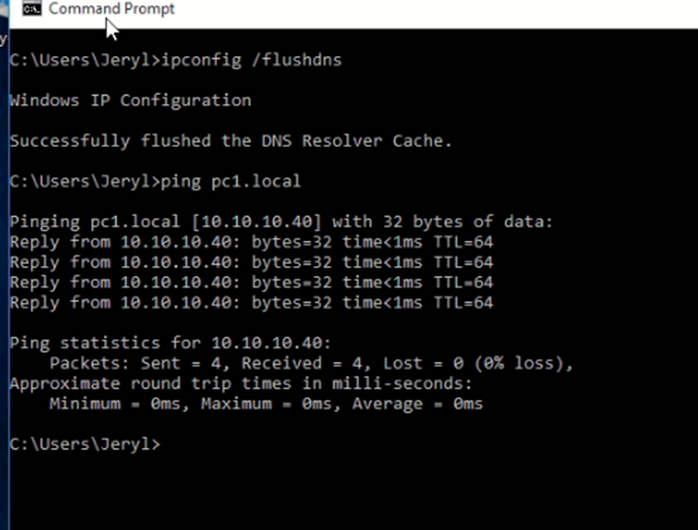 Command Prompt
y
C:\Users\Jeryl>ipconfig /flushdns
Windows IP Configuration
Successfully flushed the DNS Resolver Cache.
C:\Users\Jeryl>ping pc1.local
Pinging pc1.local [10.10.10.40] with 32 bytes of data:
Reply from 10.10.10.40: bytes=32 time<1ms TTL=64
Reply from 10.10.10.40: bytes=32 time<1ms TTL=64
Reply from 10.10.10.40: bytes=32 time<1ms TTL=64
Reply from 10.10.10.40: bytes=32 time<1ms TTL=64
Ping statistics for 10.10.10.40:
    Packets: Sent = 4, Received = 4, Lost = 0 (0% loss),
Approximate round trip times in milli-seconds:
    Minimum = 0ms, Maximum = 0ms, Average = 0ms
C:\Users\Jeryl>